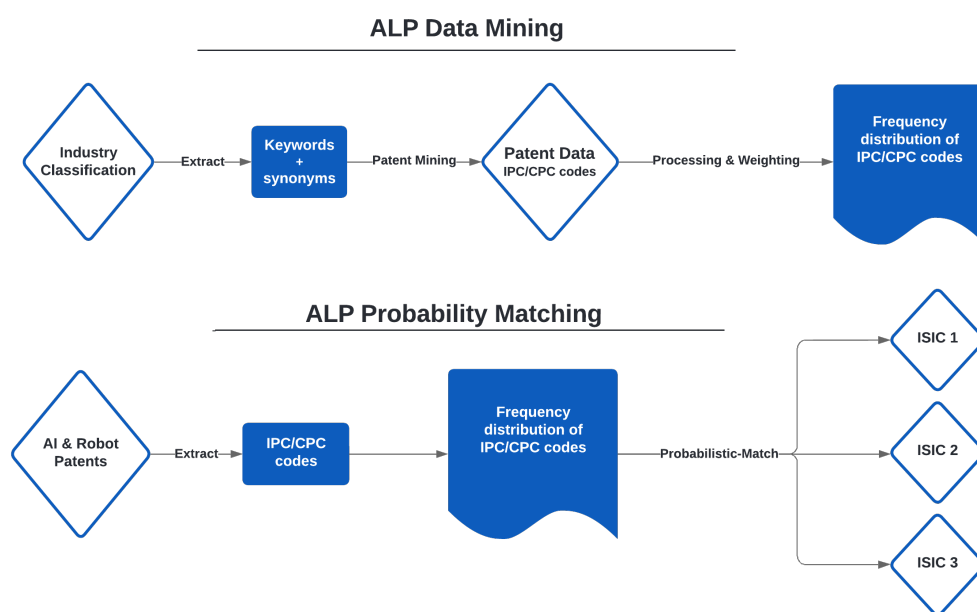 ALP Data Mining
Industry
Classification
Extract
Keywords
+
synonyms
Patent Mining
Patent Data
IPC/CPC codes
Processing & Weighting
Frequency
distribution of
IPC/CPC codes
ALP Probability Matching
AI & Robot
Patents
Extract
IPC/CPC
codes
Frequency
distribution of
IPC/CPC codes
Probabilistic-Match
ISIC 1
ISIC 2
ISIC 3